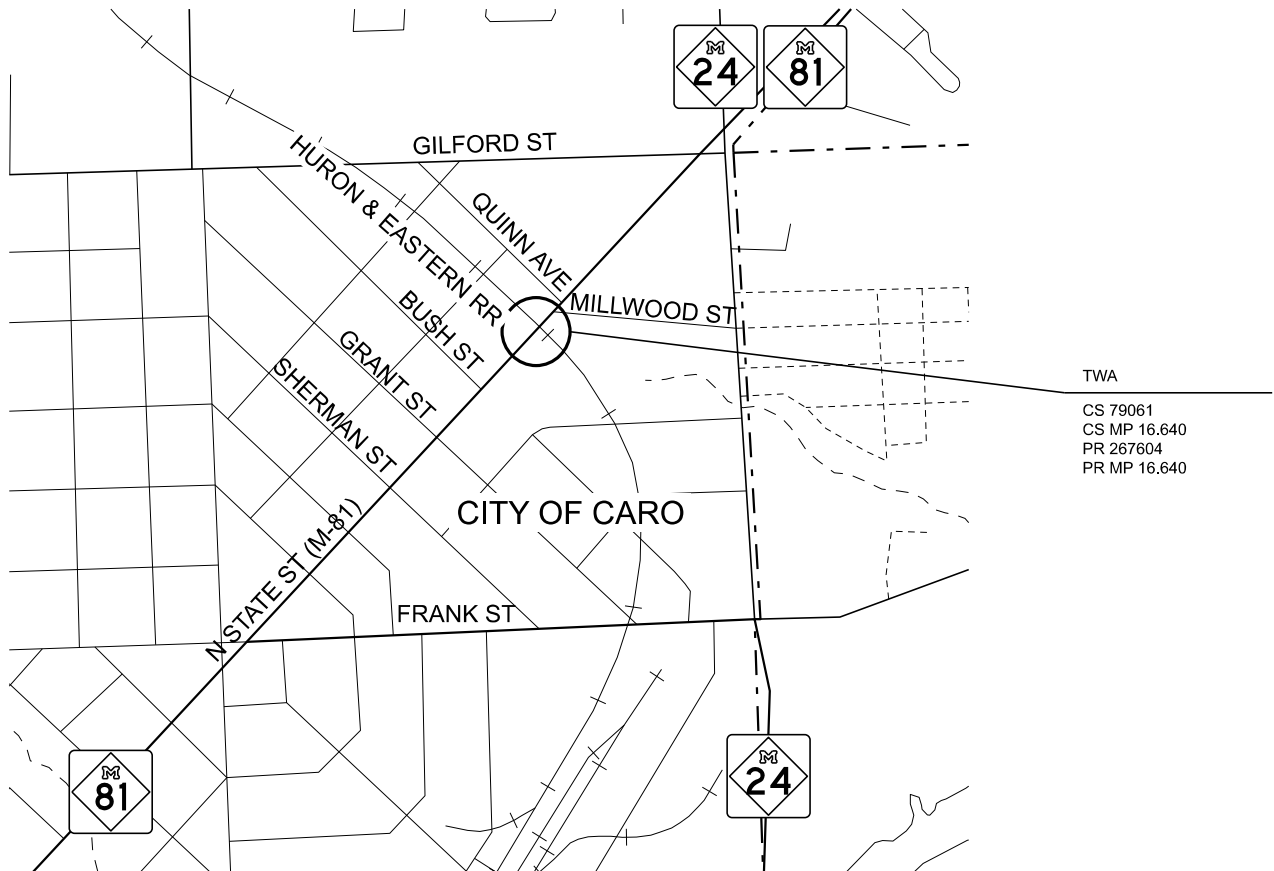 M
24
M
81
GILFORD ST
HURON & EASTERN RR
QUINN AVE
MILLWOOD ST
BUSH ST
GRANT ST
SHERMAN ST
TWA
CS 79061
CS MP 16.640
PR 267604
PR MP 16.640
CITY OF CARO
N STATE ST (M-81)
FRANK ST
M
81
M
24